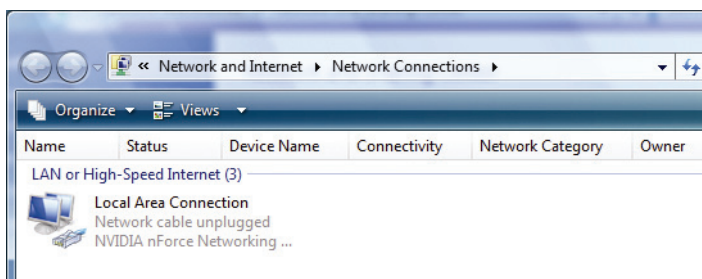 « Network and Internet ▸ Network Connections ▸
Organize Views
Name Status Device Name Connectivity Network Category Owner
LAN or High-Speed Internet (3)
Local Area Connection
Network cable unplugged
NVIDIA nForce Networking ...